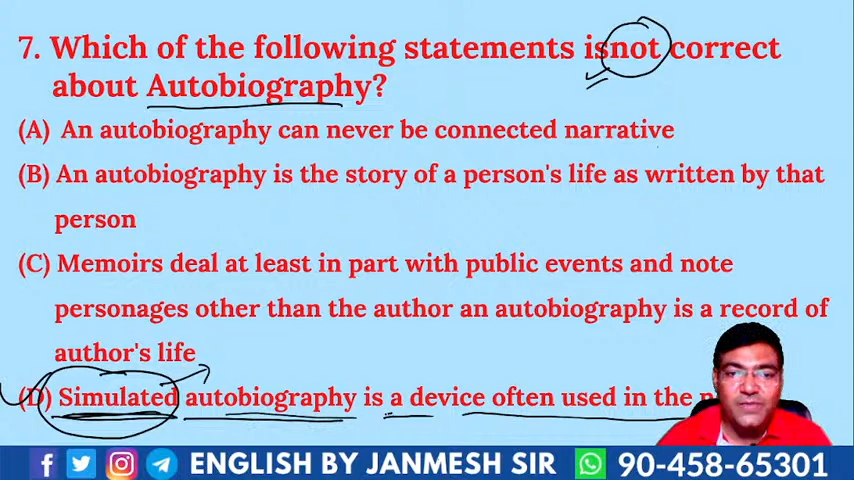 7. Which of the following statements is not correct
about Autobiography?
(A) An autobiography can never be connected narrative
(B) An autobiography is the story of a person's life as written by that
person
(C) Memoirs deal at least in part with public events and note
personages other than the author an autobiography is a record of
author's life
(D) Simulated autobiography is a device often used in the
ENGLISH BY JANMESH SIR 90-458-65301